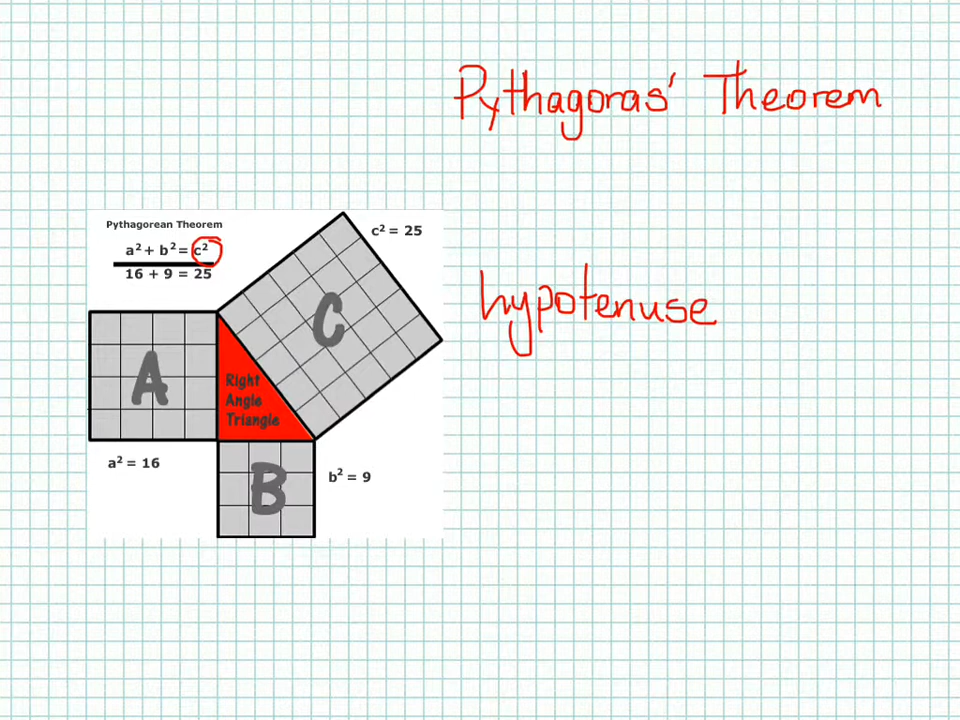 Pythagoras' Theorem
Pythagorean Theorem
a² + b² = c²
16 + 9 = 25
c² = 25
hypotenuse
C
A
Right
Angle
Triangle
a² = 16
B
b² = 9